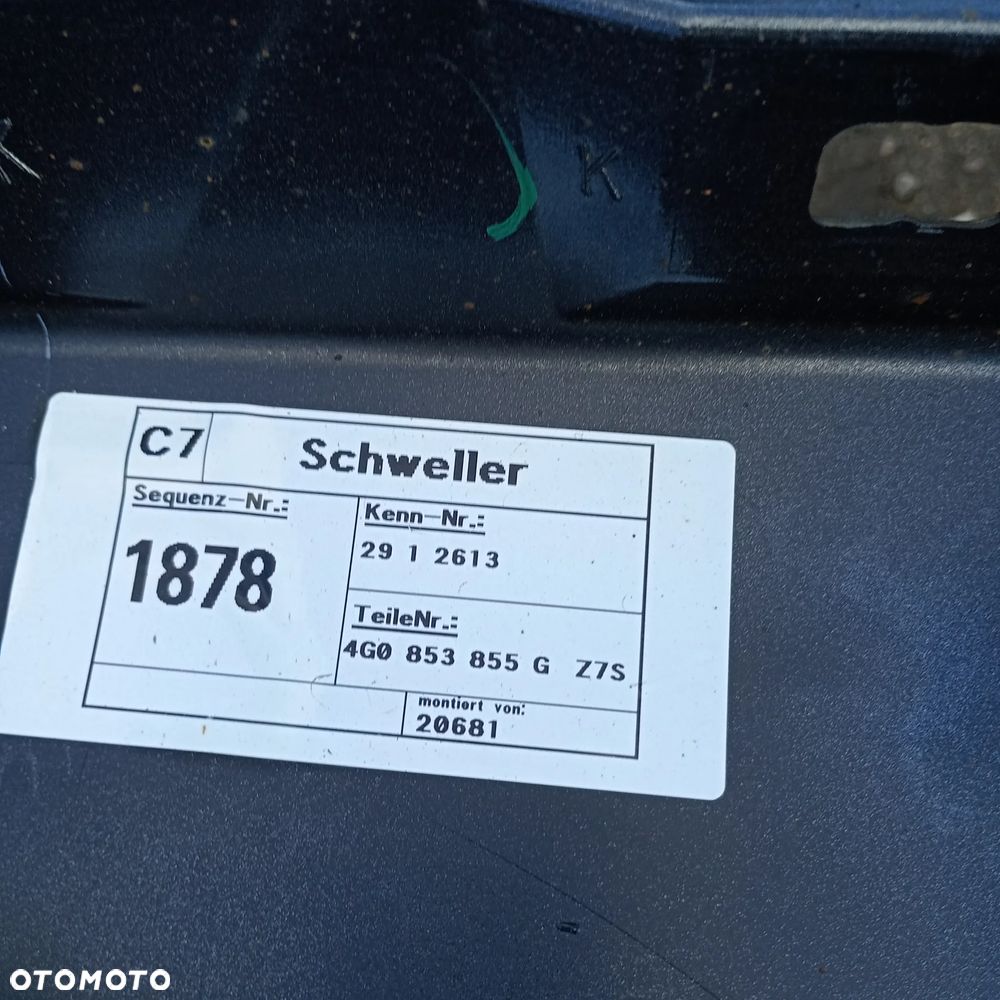 K
C7
Schweller
Sequenz-Nr.:
1878
Kenn-Nr.:
29 1 2613
TeileNr.:
4G0 853 855 G Z7S
montiert von:
20681
OTOMOTO